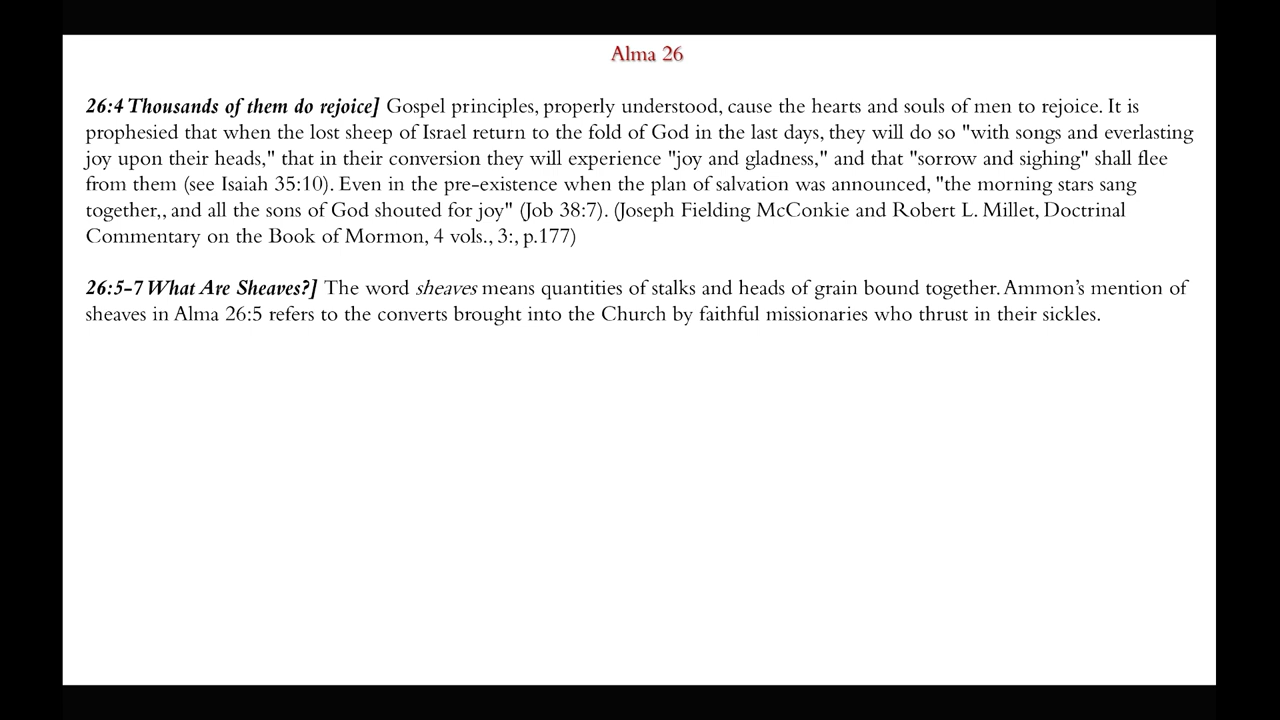 Alma 26
26:4 Thousands of them do rejoice] Gospel principles, properly understood, cause the hearts and souls of men to rejoice. It is
prophesied that when the lost sheep of Israel return to the fold of God in the last days, they will do so "with songs and everlasting
joy upon their heads," that in their conversion they will experience "joy and gladness," and that "sorrow and sighing" shall flee
from them (see Isaiah 35:10). Even in the pre-existence when the plan of salvation was announced, "the morning stars sang
together,, and all the sons of God shouted for joy" (Job 38:7). (Joseph Fielding McConkie and Robert L. Millet, Doctrinal
Commentary on the Book of Mormon, 4 vols., 3:, p.177)
26:5-7 What Are Sheaves?] The word sheaves means quantities of stalks and heads of grain bound together. Ammon’s mention of
sheaves in Alma 26:5 refers to the converts brought into the Church by faithful missionaries who thrust in their sickles.